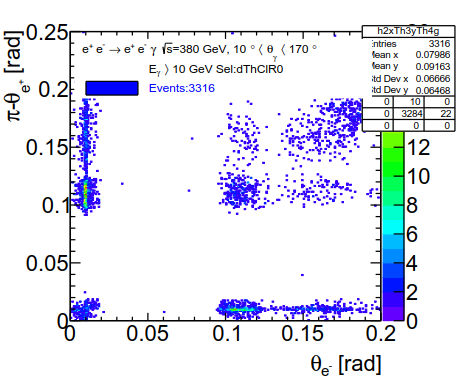 h2xTh3yTh4g
Entries 3316
Mean x 0.07986
Mean y 0.09163
Std Dev x 0.06666
Std Dev y 0.06468
0 10 0
0 3284 22
0 0 0
e⁺ e⁻ → e⁺ e⁻ γ √s=380 GeV, 10 ° ⟨ θγ ⟨ 170 °
Eγ ⟩ 10 GeV Sel:dThClR0
Events:3316
π-θe⁺ [rad]
0.25
0.2
0.15
0.1
0.05
0
0 0.05 0.1 0.15 0.2
θe⁻ [rad]
12
10
8
6
4
2
0